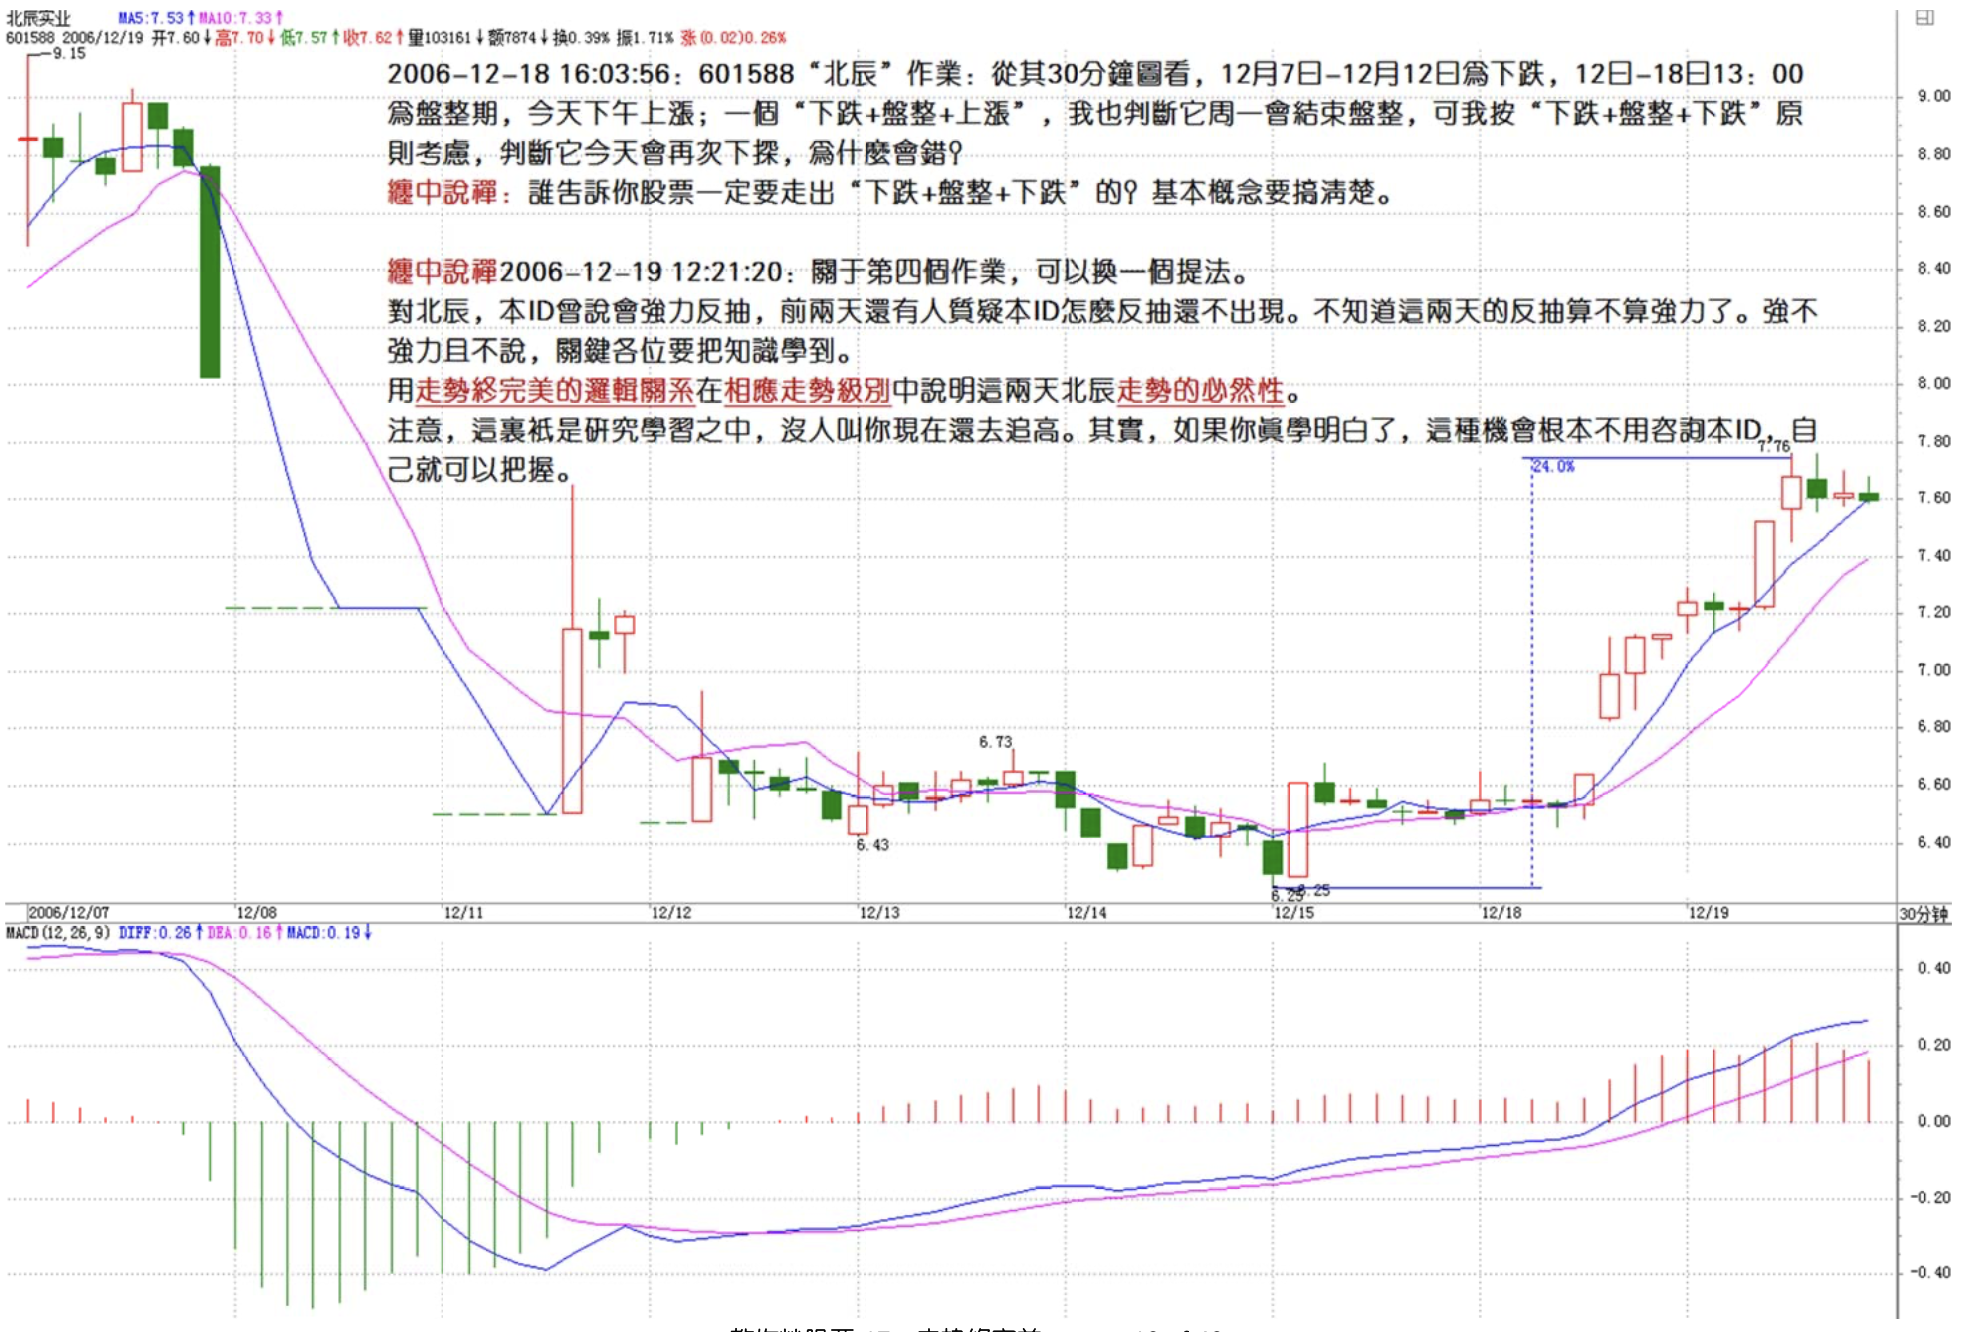 北辰实业 MA5:7.53↑MA10:7.33↑
601588 2006/12/19 开7.60↓高7.70↓低7.57↑收7.62↑量103161↓额7874↓换0.39% 振1.71% 涨(0.02)0.26%
9.15
2006-12-18 16:03:56：601588“北辰”作業：從其30分鐘圖看，12月7日-12月12日爲下跌，12日-18日13：00
爲盤整期，今天下午上漲；一個“下跌+盤整+上漲”，我也判斷它周一會結束盤整，可我按“下跌+盤整+下跌”原
則考慮，判斷它今天會再次下探，爲什麼會錯？
纏中說禪：誰告訴你股票一定要走出“下跌+盤整+下跌”的？基本概念要搞清楚。
纏中說禪2006-12-19 12:21:20：關于第四個作業，可以換一個提法。
對北辰，本ID曾說會強力反抽，前兩天還有人質疑本ID怎麼反抽還不出現。不知道這兩天的反抽算不算強力了。強不
強力且不說，關鍵各位要把知識學到。
用走勢終完美的邏輯關系在相應走勢級別中說明這兩天北辰走勢的必然性。
注意，這裏衹是研究學習之中，沒人叫你現在還去追高。其實，如果你眞學明白了，這種機會根本不用咨詢本ID，自
己就可以把握。
7.76
24.0%
6.73
6.43
6.25
6.25
9.00
8.80
8.60
8.40
8.20
8.00
7.80
7.60
7.40
7.20
7.00
6.80
6.60
6.40
2006/12/07 12/08 12/11 12/12 12/13 12/14 12/15 12/18 12/19 30分钟
MACD(12,26,9) DIFF:0.26↑DEA:0.16↑MACD:0.19↓
0.40
0.20
0.00
-0.20
-0.40